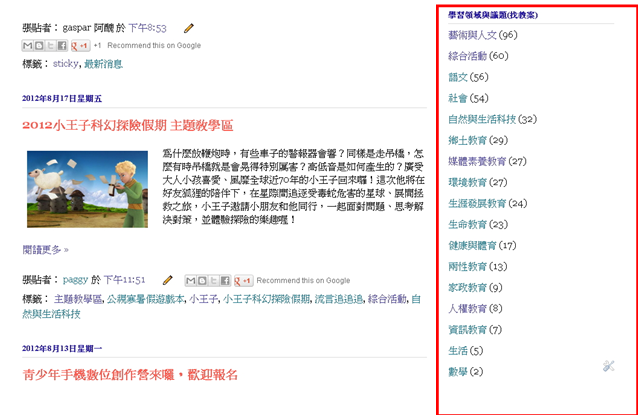 張貼者： gaspar 阿醜 於 下午8:53
+1 +1 Recommend this on Google
標籤： sticky, 最新消息
2012年8月17日星期五
2012小王子科幻探險假期 主題教學區
爲什麼放鞭炮時，有些車子的警報器會響？同樣是走吊橋，怎
麼有時吊橋就是會晃得特別厲害？高低音是如何產生的？廣受
大人小孩喜愛、風靡全球近70年的小王子回來囉！這次他將在
好友狐狸的陪伴下，在星際間追逐受毒蛇危害的星球、展開拯
救之旅，小王子邀請小朋友和他同行，一起面對問題、思考解
決對策，並體驗探險的樂趣喔！
閱讀更多 »
張貼者： paggy 於 下午11:51
+1 Recommend this on Google
標籤： 主題教學區, 公視寒暑假遊戲本, 小王子, 小王子科幻探險假期, 流言追追追, 綜合活動, 自
然與生活科技
2012年8月13日星期一
青少年手機數位創作營來囉，歡迎報名
學習領域與議題(找教案)
藝術與人文 (96)
綜合活動 (60)
語文 (56)
社會 (54)
自然與生活科技 (32)
鄉土教育 (29)
媒體素養教育 (27)
環境教育 (27)
生涯發展教育 (24)
生命教育 (23)
健康與體育 (17)
兩性教育 (13)
家政教育 (9)
人權教育 (8)
資訊教育 (7)
生活 (5)
數學 (2)